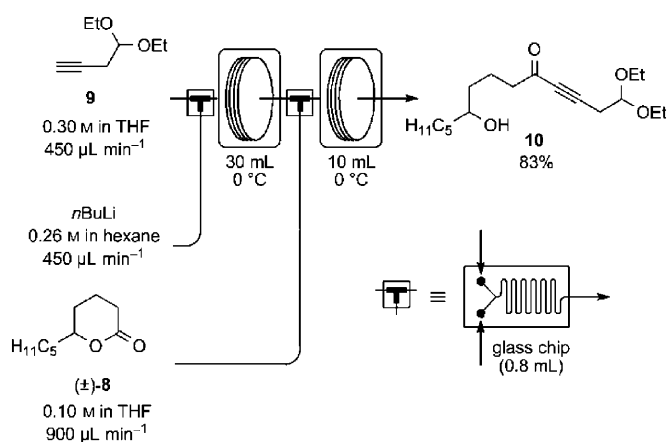 EtO
OEt
9
0.30 M in THF
450 µL min⁻¹
30 mL
0 °C
10 mL
0 °C
O
OEt
OEt
H₁₁C₅
OH
10
83%
nBuLi
0.26 M in hexane
450 µL min⁻¹
H₁₁C₅
O
O
(±)-8
0.10 M in THF
900 µL min⁻¹
T
≡
glass chip
(0.8 mL)